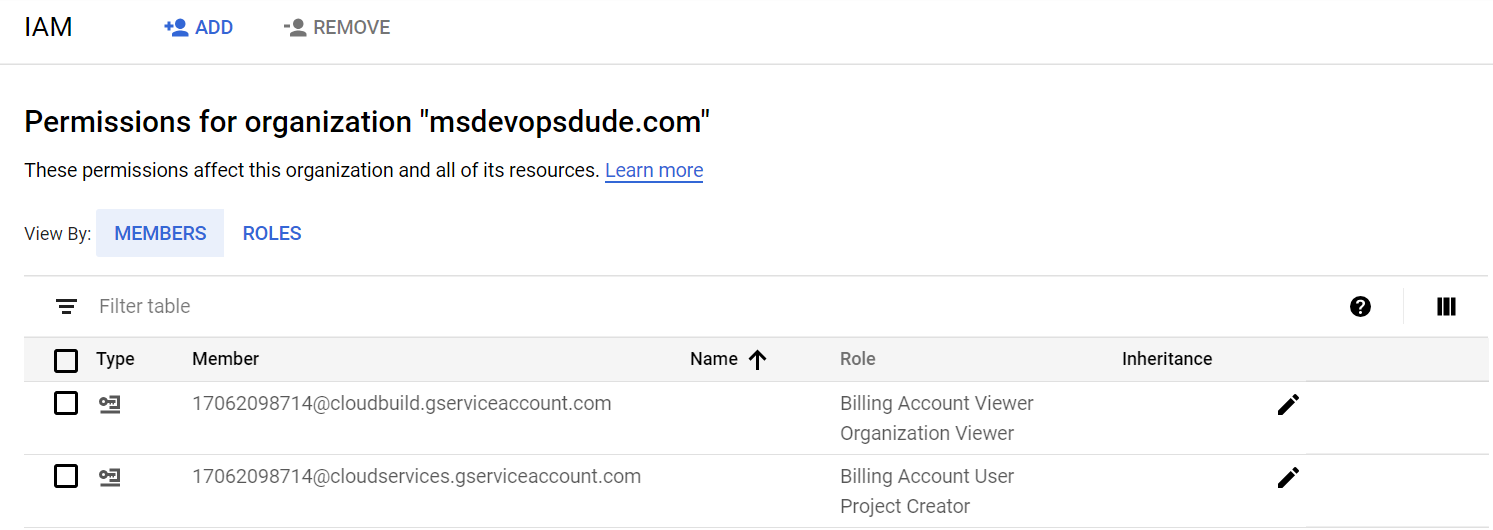 IAM ADD REMOVE
Permissions for organization "msdevopsdude.com"
These permissions affect this organization and all of its resources. Learn more
View By: MEMBERS ROLES
Filter table
Type Member Name Role Inheritance
17062098714@cloudbuild.gserviceaccount.com Billing Account Viewer
Organization Viewer
17062098714@cloudservices.gserviceaccount.com Billing Account User
Project Creator